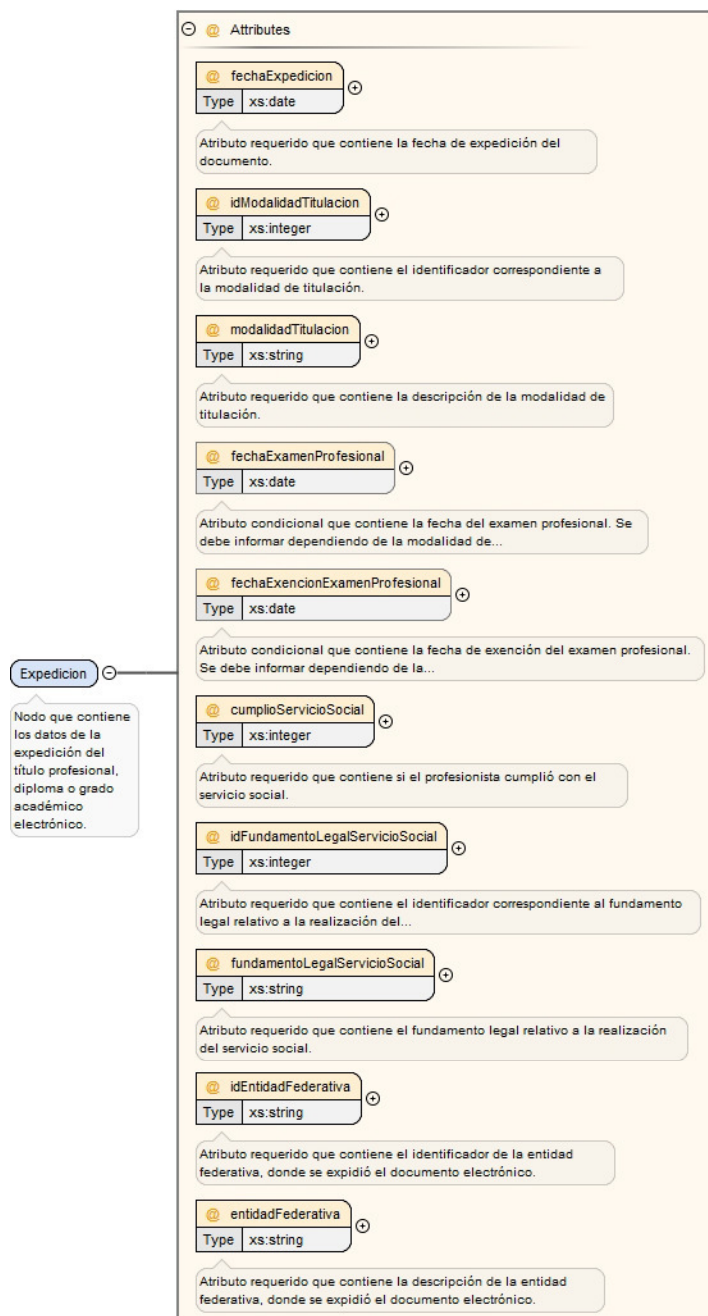 @ Attributes
@ fechaExpedicion
Type xs:date
Atributo requerido que contiene la fecha de expedición del
documento.
@ idModalidadTitulacion
Type xs:integer
Atributo requerido que contiene el identificador correspondiente a
la modalidad de titulación.
@ modalidadTitulacion
Type xs:string
Atributo requerido que contiene la descripción de la modalidad de
titulación.
@ fechaExamenProfesional
Type xs:date
Atributo condicional que contiene la fecha del examen profesional. Se
debe informar dependiendo de la modalidad de...
@ fechaExencionExamenProfesional
Type xs:date
Atributo condicional que contiene la fecha de exención del examen profesional.
Se debe informar dependiendo de la...
Expedicion
Nodo que contiene
los datos de la
expedición del
título profesional,
diploma o grado
académico
electrónico.
@ cumplioServicioSocial
Type xs:integer
Atributo requerido que contiene si el profesionista cumplió con el
servicio social.
@ idFundamentoLegalServicioSocial
Type xs:integer
Atributo requerido que contiene el identificador correspondiente al fundamento
legal relativo a la realización del...
@ fundamentoLegalServicioSocial
Type xs:string
Atributo requerido que contiene el fundamento legal relativo a la realización
del servicio social.
@ idEntidadFederativa
Type xs:string
Atributo requerido que contiene el identificador de la entidad
federativa, donde se expidió el documento electrónico.
@ entidadFederativa
Type xs:string
Atributo requerido que contiene la descripción de la entidad
federativa, donde se expidió el documento electrónico.